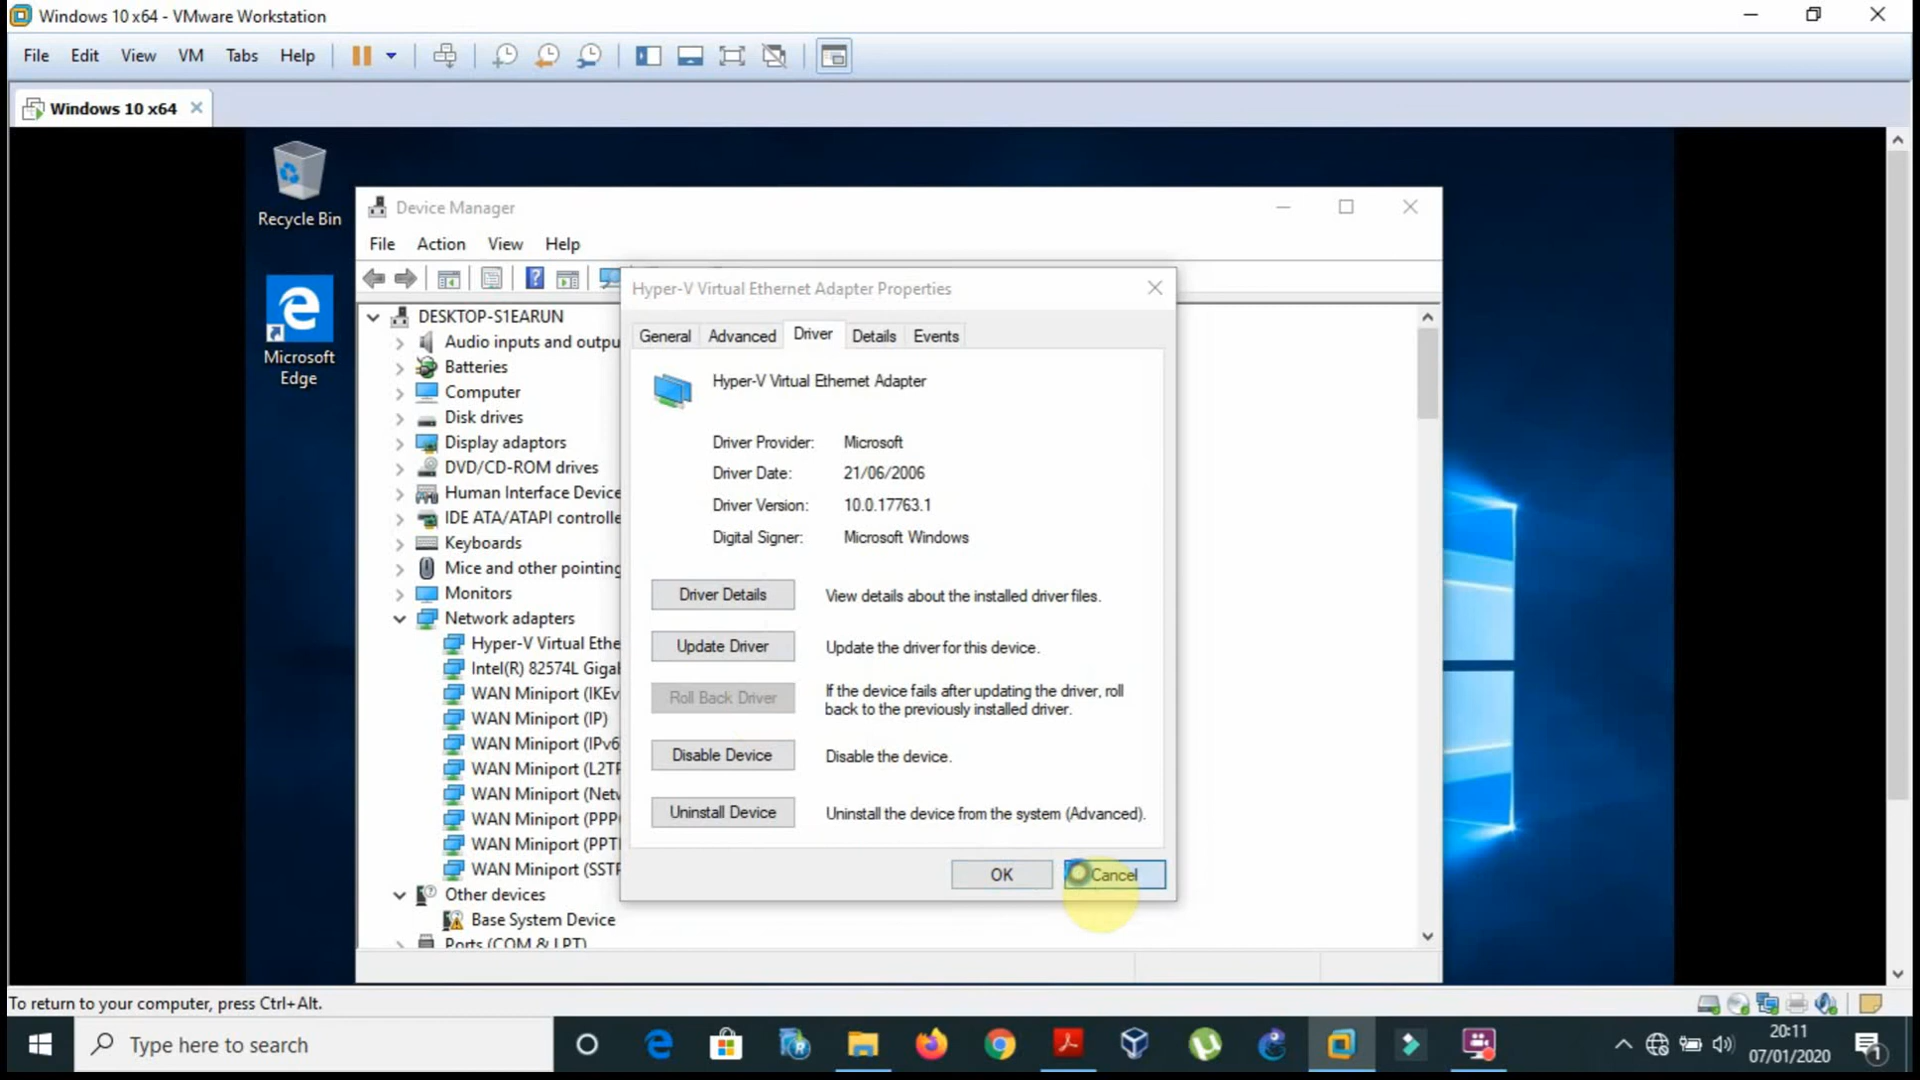 Windows 10 x64 - VMware Workstation
File Edit View VM Tabs Help
Windows 10 x64
Recycle Bin
Microsoft
Edge
Device Manager
File Action View Help
DESKTOP-S1EARUN
Audio inputs and outpu
Batteries
Computer
Disk drives
Display adaptors
DVD/CD-ROM drives
Human Interface Device
IDE ATA/ATAPI controlle
Keyboards
Mice and other pointing
Monitors
Network adapters
Hyper-V Virtual Ethe
Intel(R) 82574L Gigal
WAN Miniport (IKEv
WAN Miniport (IP)
WAN Miniport (IPv6
WAN Miniport (L2TP
WAN Miniport (Netv
WAN Miniport (PPPO
WAN Miniport (PPTP
WAN Miniport (SSTP
Other devices
Base System Device
Ports (COM & LPT)
Hyper-V Virtual Ethernet Adapter Properties
General Advanced Driver Details Events
Hyper-V Virtual Ethernet Adapter
Driver Provider: Microsoft
Driver Date: 21/06/2006
Driver Version: 10.0.17763.1
Digital Signer: Microsoft Windows
Driver Details View details about the installed driver files.
Update Driver Update the driver for this device.
Roll Back Driver If the device fails after updating the driver, roll
back to the previously installed driver.
Disable Device Disable the device.
Uninstall Device Uninstall the device from the system (Advanced).
OK Cancel
To return to your computer, press Ctrl+Alt.
Type here to search
20:11
07/01/2020
1